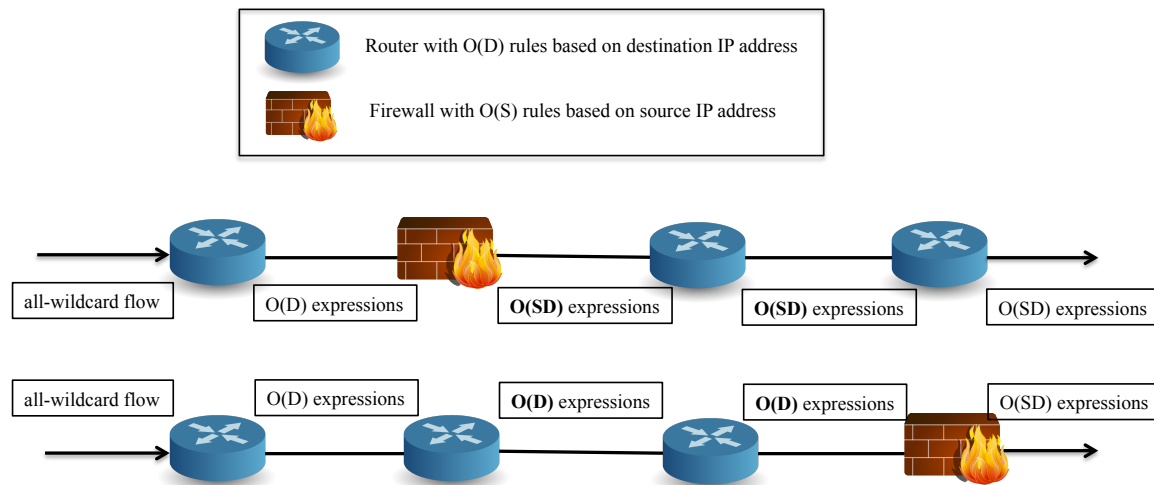 Router with O(D) rules based on destination IP address
Firewall with O(S) rules based on source IP address
all-wildcard flow
O(D) expressions
O(SD) expressions
O(SD) expressions
O(SD) expressions
all-wildcard flow
O(D) expressions
O(D) expressions
O(D) expressions
O(SD) expressions